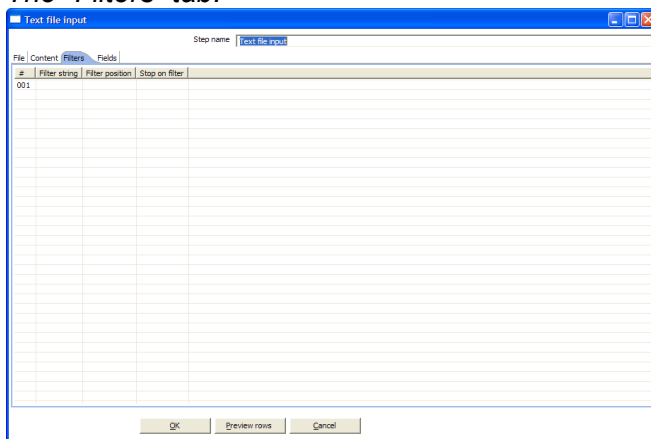 The "Filters" tab:
Text file input
Step name Text file input
File Content Filters Fields
# Filter string Filter position Stop on filter
001
OK Preview rows Cancel